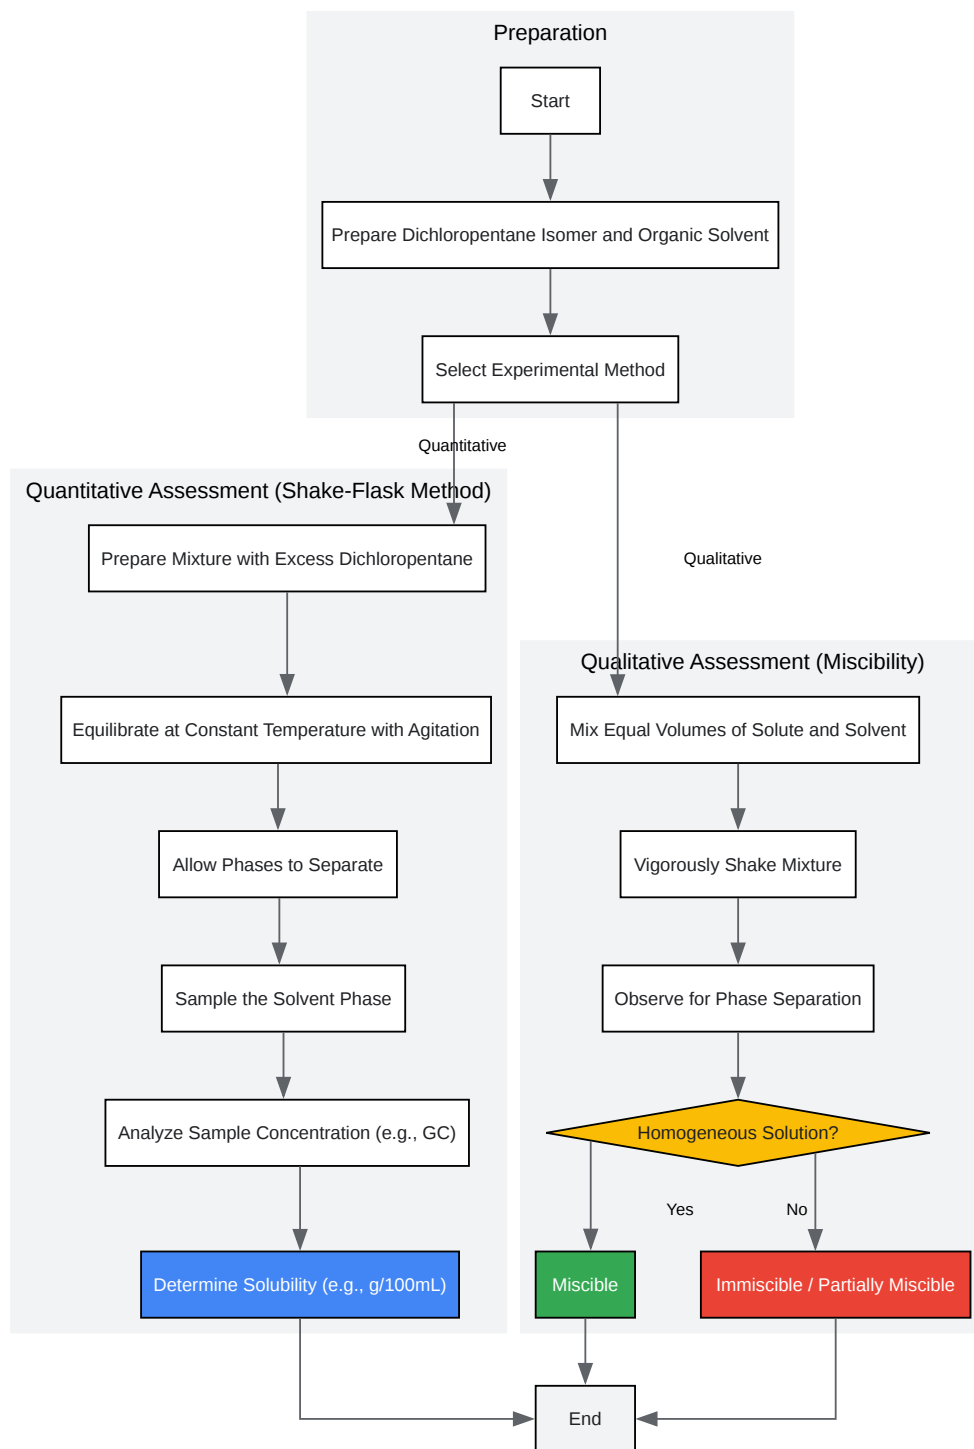 Preparation
Start
Prepare Dichloropentane Isomer and Organic Solvent
Select Experimental Method
Quantitative
Quantitative Assessment (Shake-Flask Method)
Prepare Mixture with Excess Dichloropentane
Equilibrate at Constant Temperature with Agitation
Allow Phases to Separate
Sample the Solvent Phase
Analyze Sample Concentration (e.g., GC)
Determine Solubility (e.g., g/100mL)
Qualitative
Qualitative Assessment (Miscibility)
Mix Equal Volumes of Solute and Solvent
Vigorously Shake Mixture
Observe for Phase Separation
Homogeneous Solution?
Yes
No
Miscible
Immiscible / Partially Miscible
End